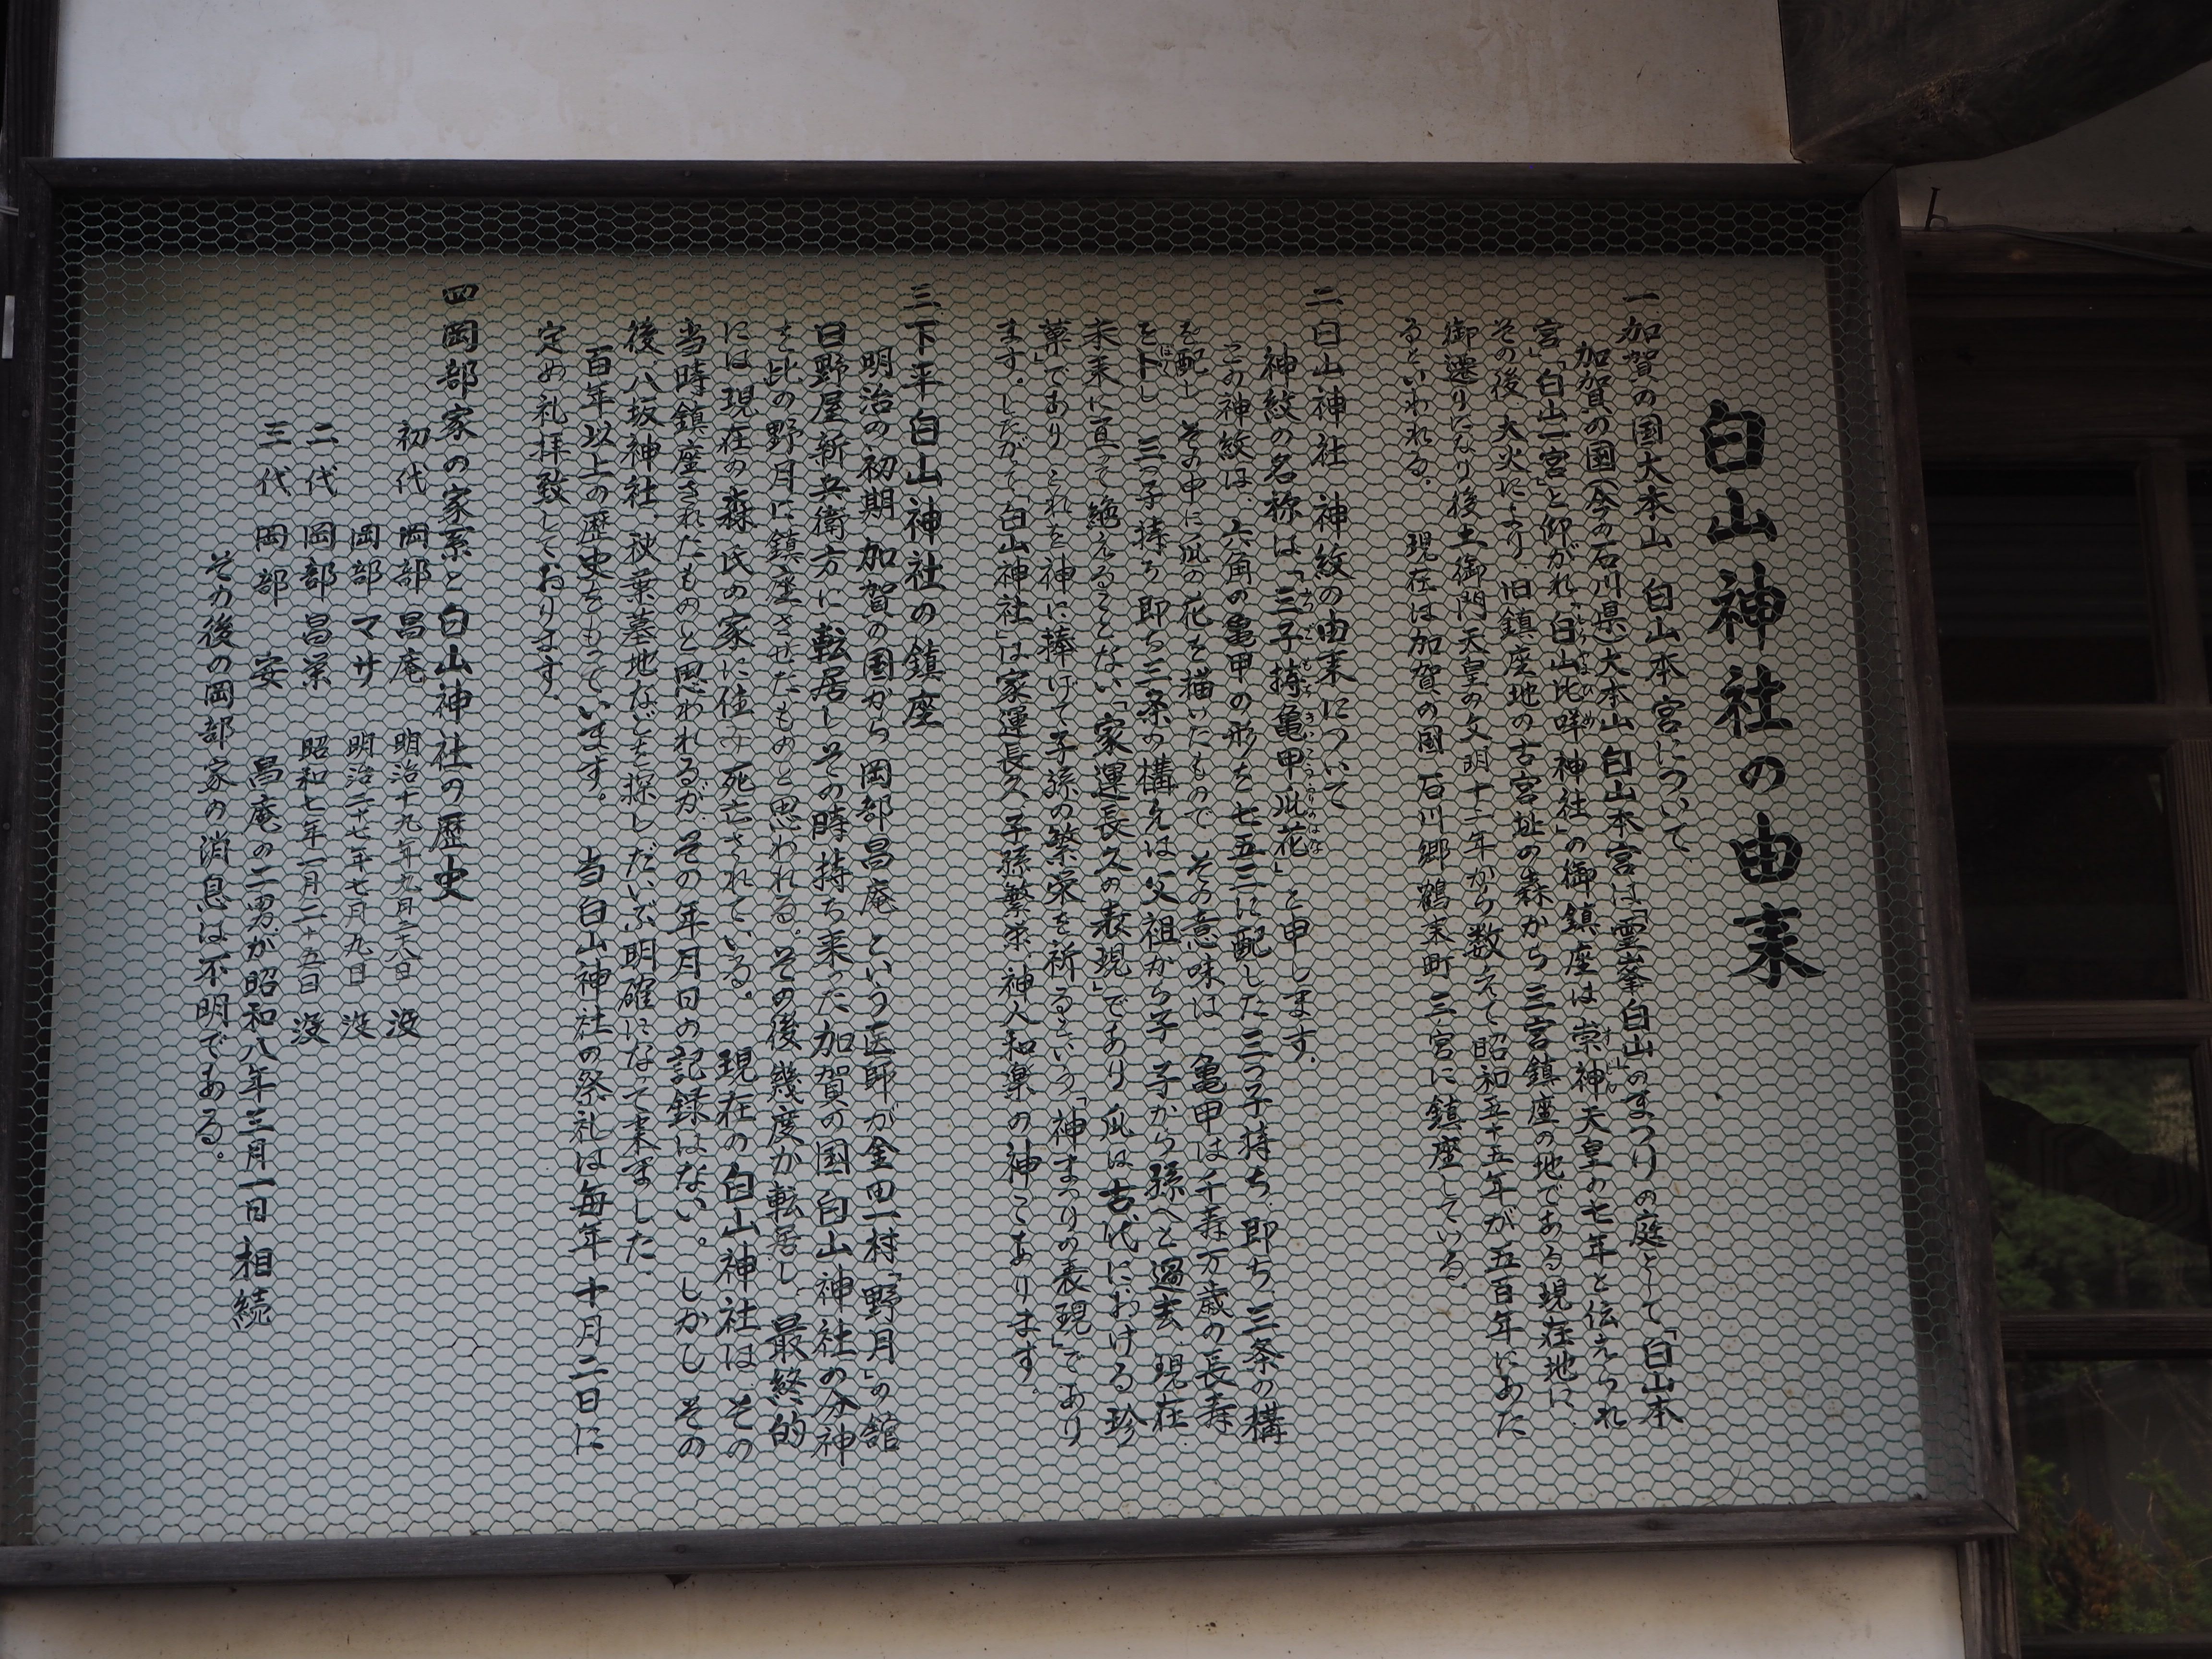 白山神社の由来
一 加賀の国大本山 白山本宮について
加賀の国(今の石川県)大本山 白山本宮は「霊峯白山」のまつりの庭として「白山本
宮」「白山一宮」と仰がれ「白山比咩神社」の御鎮座は崇神天皇の七年と伝えられ
その後 大火により 旧鎮座地の古宮址の森から三宮鎮座の地である現在地に
御遷りになり後土御門天皇の文明十二年から数えて昭和五十五年が五百年にあた
るといわれる。 現在は加賀の国 石川郷 鶴来町 三宮に鎮座している。
二 白山神社 神紋の由来について
神紋の名称は「三子持亀甲瓜花」と申します。
この神紋は、六角の亀甲の形を七五三に配した三つ子持ち、即ち、三条の構
を配し その中に瓜の花を描いたもので その意味は 亀甲は千寿万歳の長寿
を卜し 三つ子持ち 即ち三条の構えは父祖から子 子から孫へと過去、現在、
未来に亘って絶えることない「家運長久の表現」であり 瓜は古代における珍
菓」であり これを神に捧げて子孫の繁栄を祈るという「神まつりの表現」であり
ます。したがって「白山神社」は家運長久、子孫繁栄、神人和楽の神であります。
三 下平白山神社の鎮座
明治の初期 加賀の国から岡部昌庵 という医師が金田一村「野月」の舘
日野屋新兵衛方に転居しその時持ち来った加賀の国白山神社の分神
を此の野月に鎮座させたものと思われる。その後幾度か転居し 最終的
には現在の森氏の家に住み死亡されている。 現在の白山神社は その
当時鎮座されたものと思われるが その年月日の記録はない。しかし その
後 八坂神社、秋葉墓地などを探しだいぶ明確になって来ました
百年以上の歴史をもっています。 当白山神社の祭礼は毎年 十月二日に
定め礼拝致しております。
四 岡部家の家系と白山神社の歴史
初代 岡部 昌庵 明治十九年九月二十八日 没
岡部 マサ 明治二十七年七月九日 没
二代 岡部 昌栄 昭和七年一月二十五日 没
三代 岡部 安 昌庵の二男が昭和八年三月一日 相続
その後の岡部家の消息は不明である。